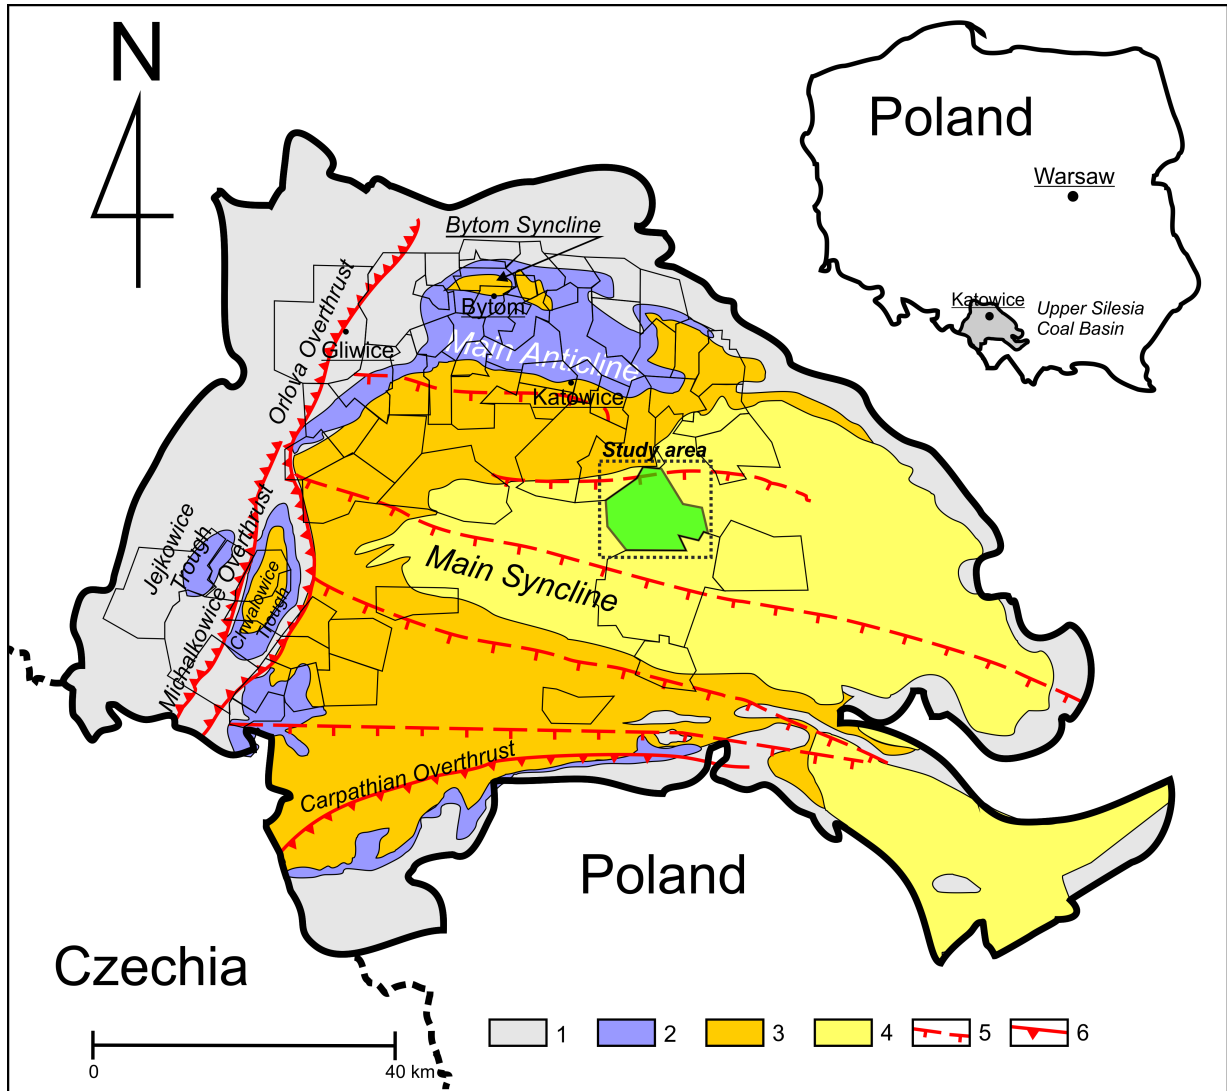 N
Poland
Warsaw
Katowice
Upper Silesia
Coal Basin
Bytom Syncline
Bytom
Orlova Overthrust
Gliwice
Main Anticline
Katowice
Study area
Jejkowice
Trough
Michalkowice Overthrust
Chwalowice
Trough
Main Syncline
Carpathian Overthrust
Poland
Czechia
0
40 km
1
2
3
4
5
6